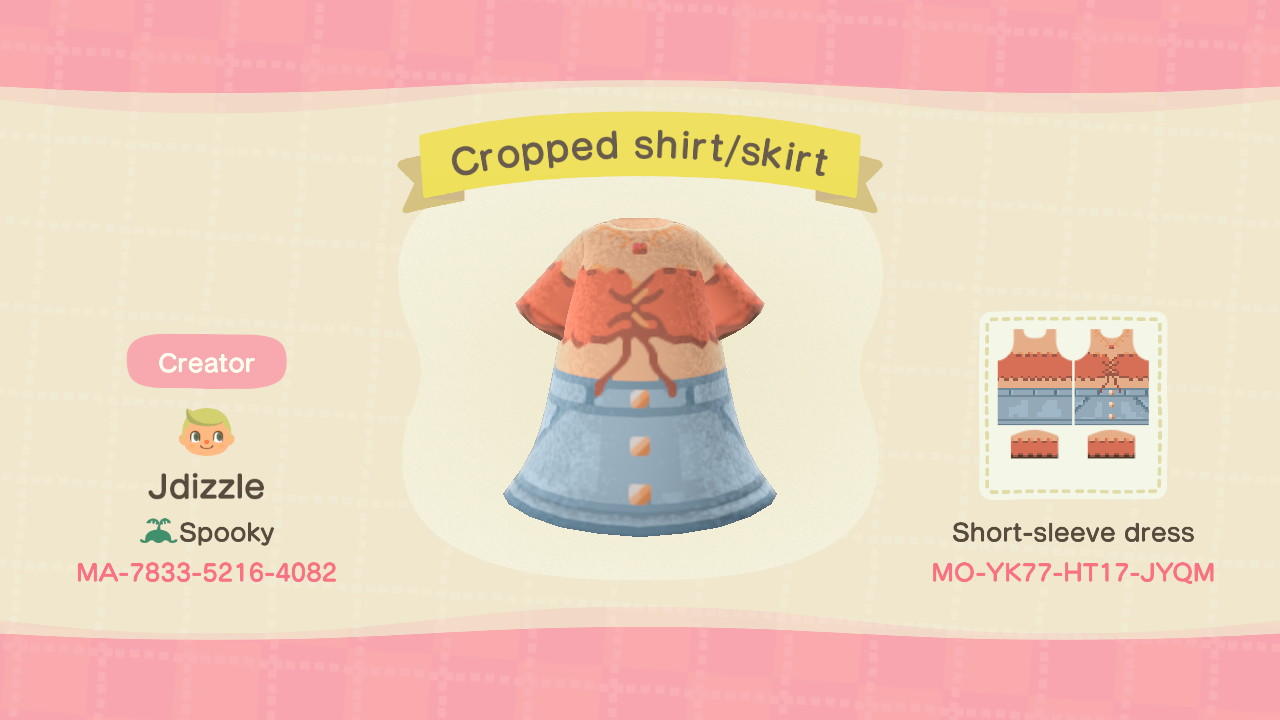 Cropped shirt/skirt
Creator
Jdizzle
Spooky
MA-7833-5216-4082
Short-sleeve dress
MO-YK77-HT17-JYQM